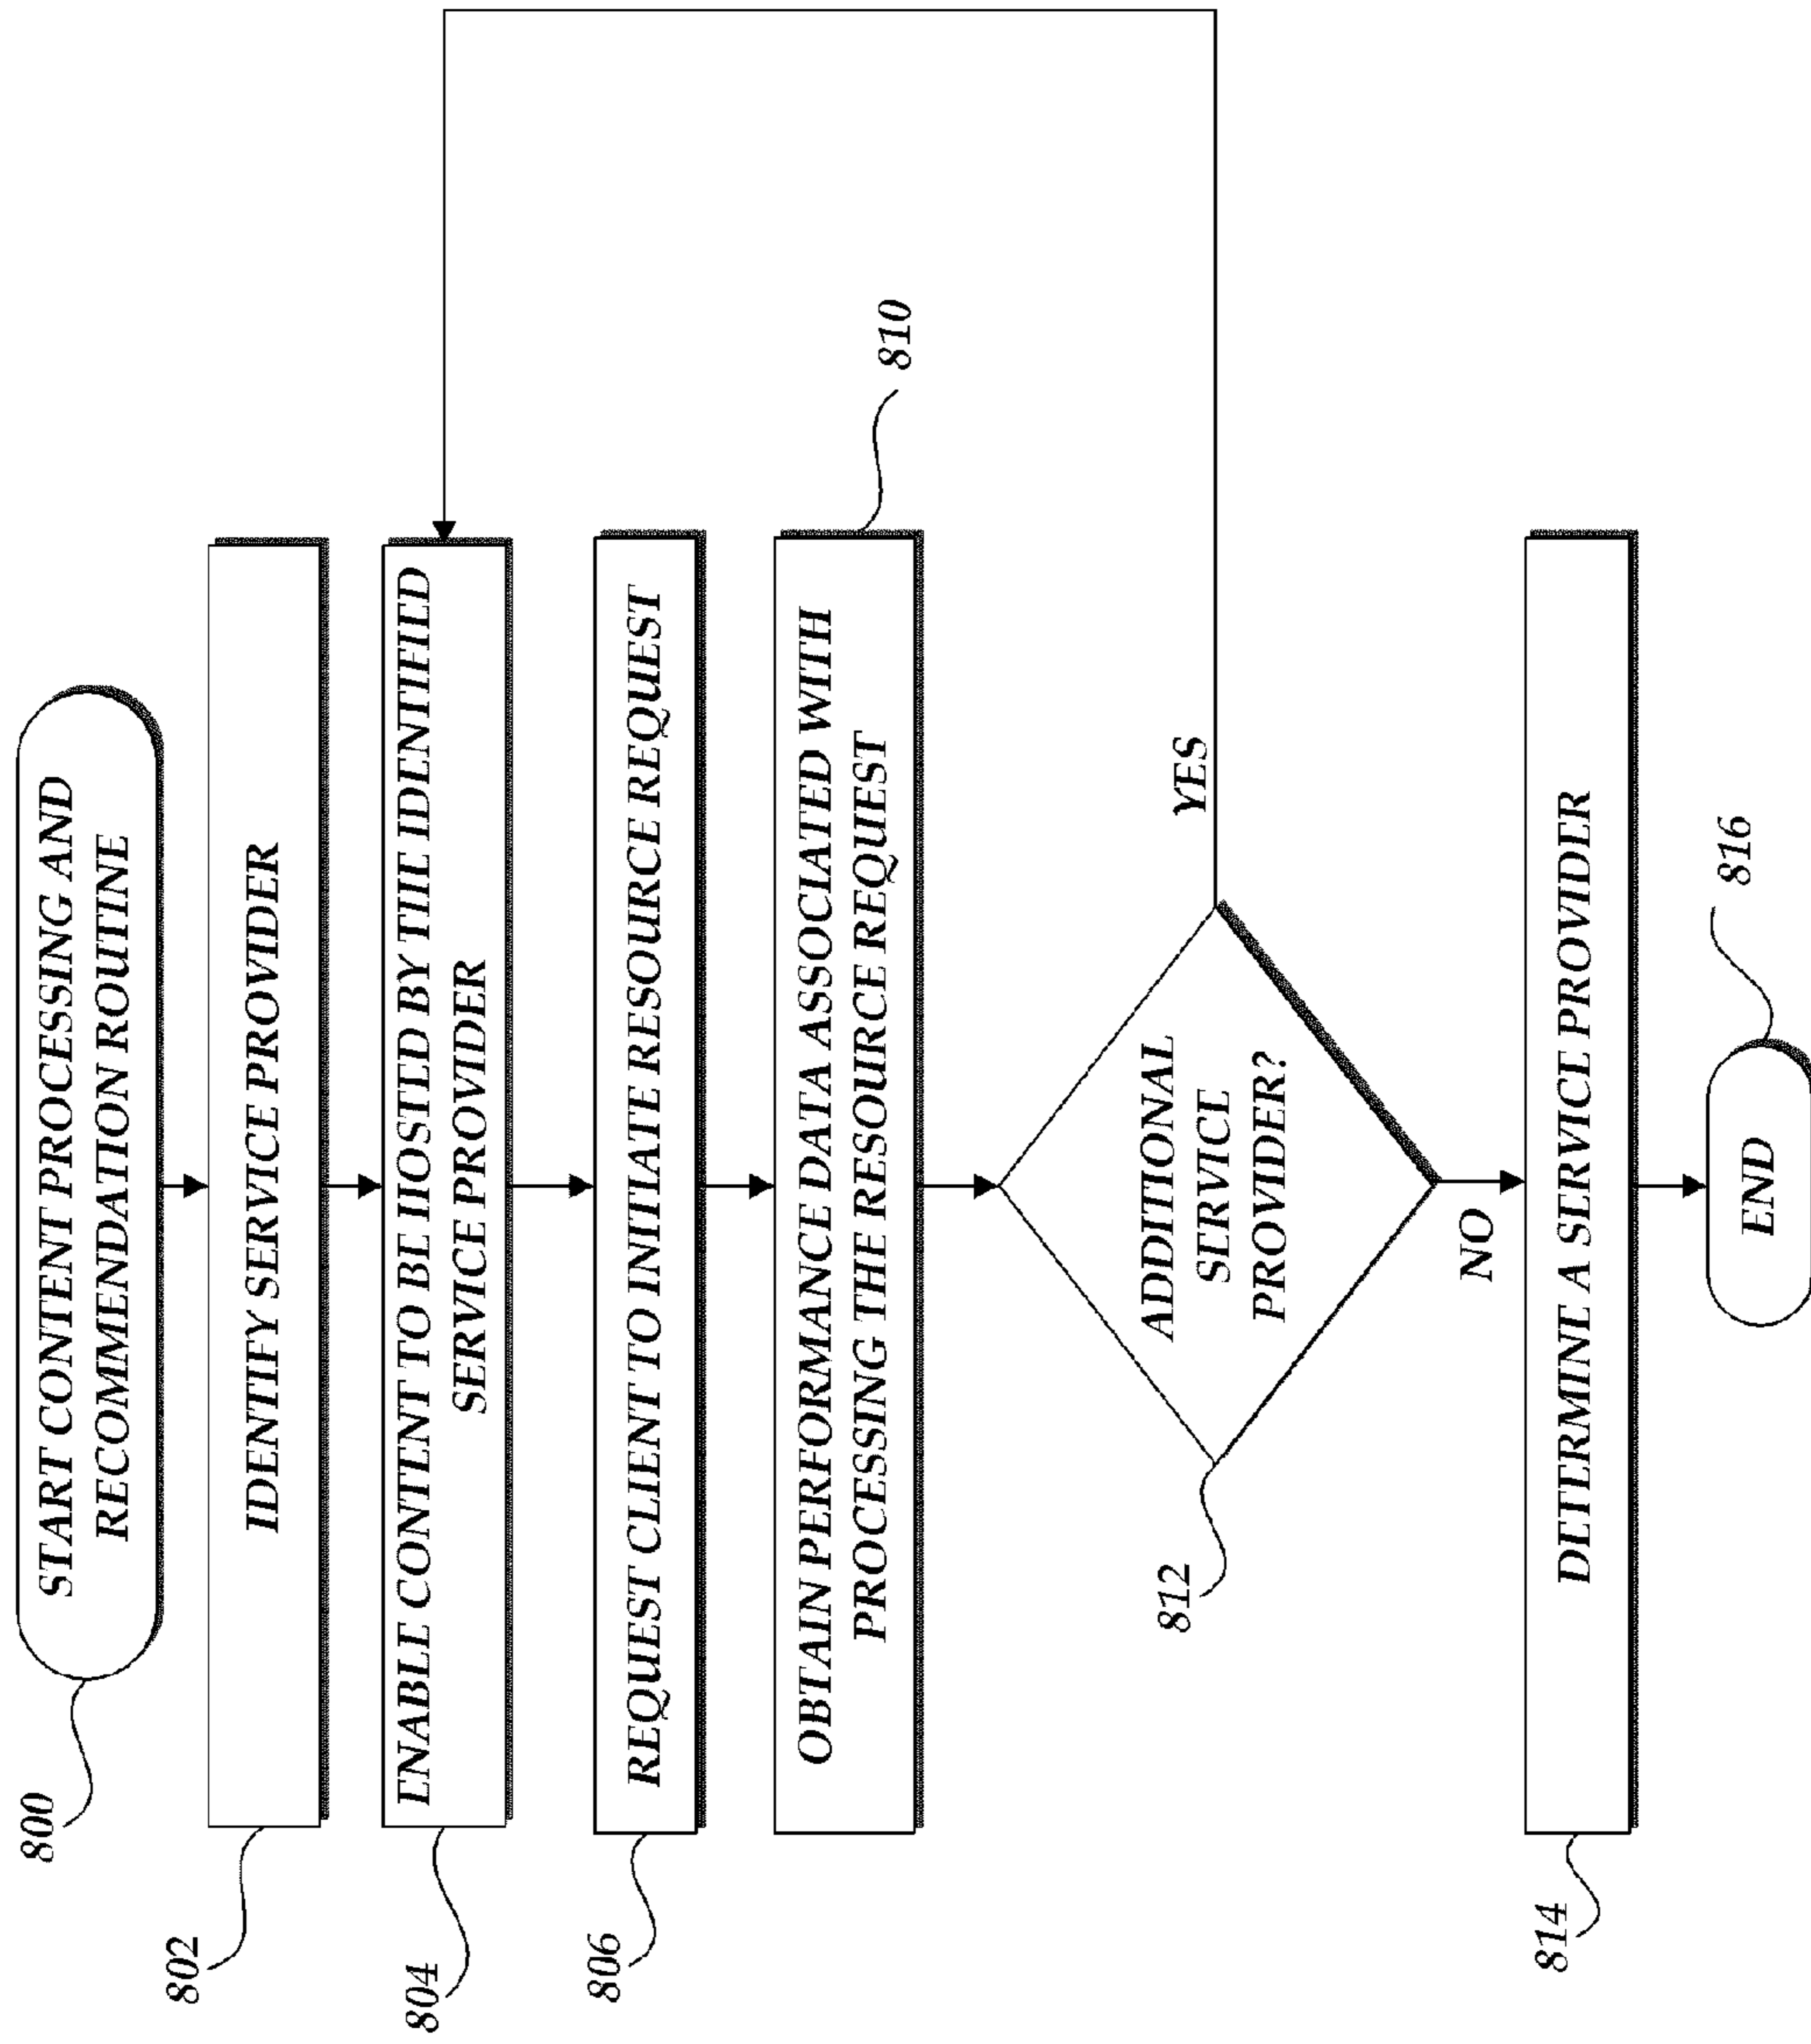 800
START CONTENT PROCESSING AND
RECOMMENDATION ROUTINE
802
IDENTIFY SERVICE PROVIDER
804
ENABLE CONTENT TO BE HOSTED BY THE IDENTIFIED
SERVICE PROVIDER
806
REQUEST CLIENT TO INITIATE RESOURCE REQUEST
810
OBTAIN PERFORMANCE DATA ASSOCIATED WITH
PROCESSING THE RESOURCE REQUEST
812
ADDITIONAL
SERVICE
PROVIDER?
YES
NO
814
DETERMINE A SERVICE PROVIDER
816
END